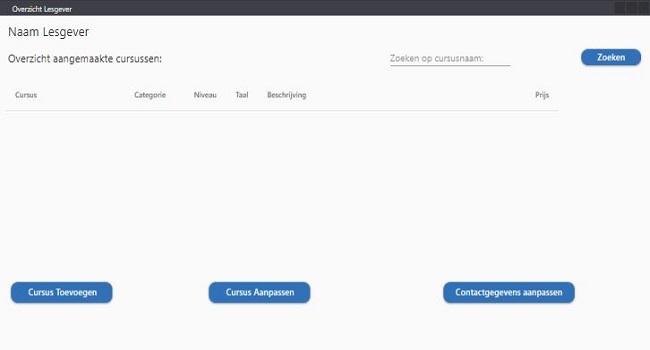 Overzicht Lesgever
Naam Lesgever
Overzicht aangemaakte cursussen:
Zoeken op cursusnaam:
Zoeken
Cursus Categorie Niveau Taal Beschrijving Prijs
Cursus Toevoegen Cursus Aanpassen Contactgegevens aanpassen